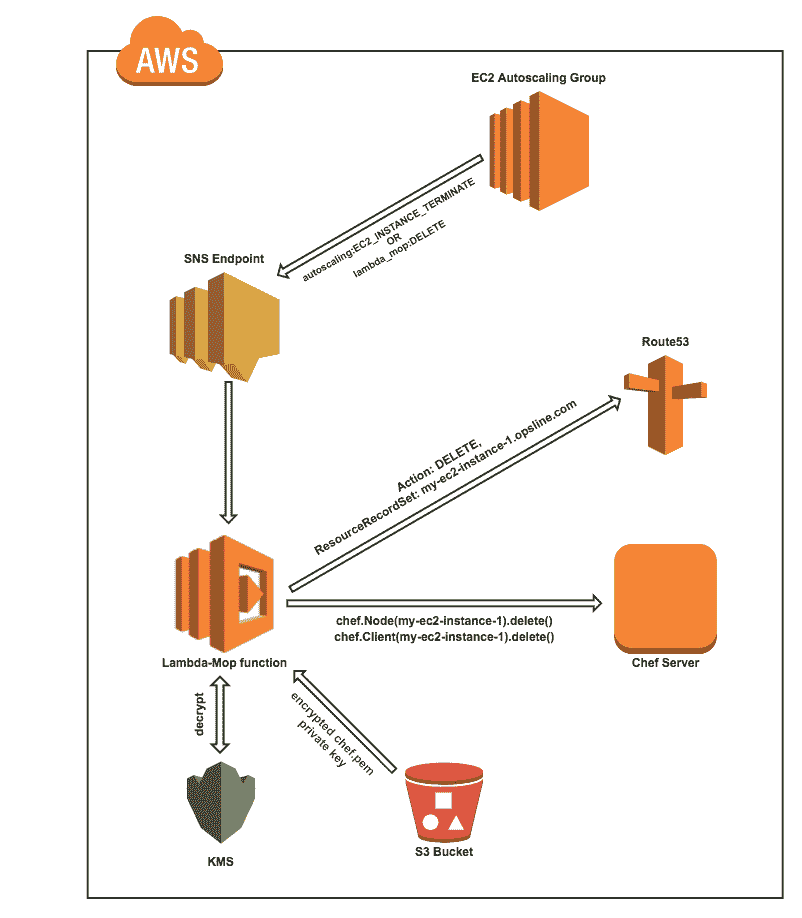 AWS
EC2 Autoscaling Group
autoscaling:EC2_INSTANCE_TERMINATE
OR
lambda_mop:DELETE
SNS Endpoint
Route53
Action: DELETE,
ResourceRecordSet: my-ec2-instance-1.opsline.com
chef.Node(my-ec2-instance-1).delete()
chef.Client(my-ec2-instance-1).delete()
Lambda-Mop function
Chef Server
decrypt
encrypted chef.pem
private key
KMS
S3 Bucket